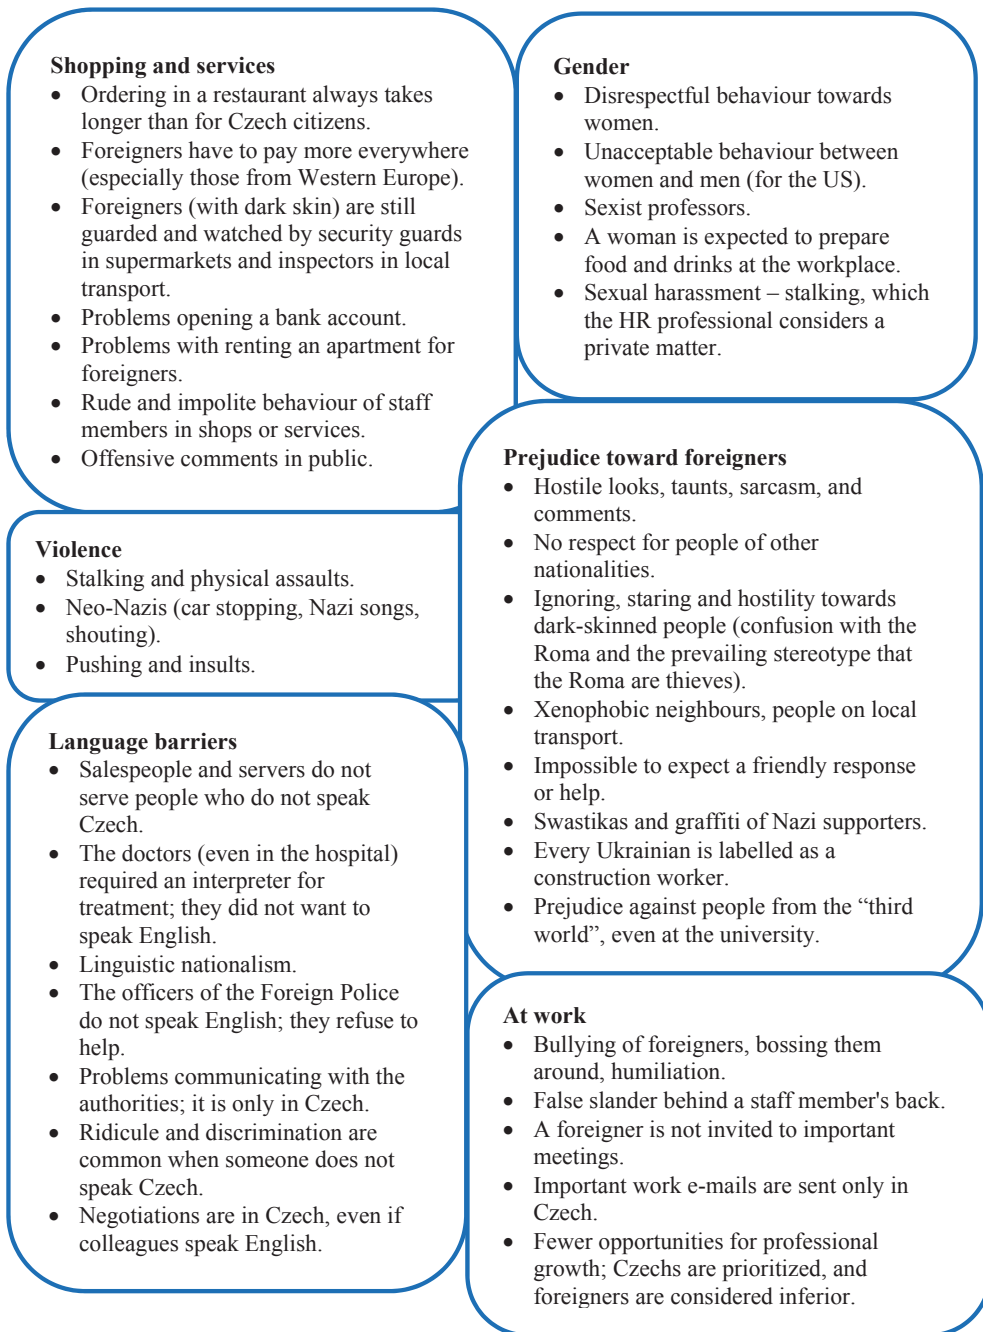 Shopping and services
• Ordering in a restaurant always takes
longer than for Czech citizens.
• Foreigners have to pay more everywhere
(especially those from Western Europe).
• Foreigners (with dark skin) are still
guarded and watched by security guards
in supermarkets and inspectors in local
transport.
• Problems opening a bank account.
• Problems with renting an apartment for
foreigners.
• Rude and impolite behaviour of staff
members in shops or services.
• Offensive comments in public.
Gender
• Disrespectful behaviour towards
women.
• Unacceptable behaviour between
women and men (for the US).
• Sexist professors.
• A woman is expected to prepare
food and drinks at the workplace.
• Sexual harassment – stalking, which
the HR professional considers a
private matter.
Violence
• Stalking and physical assaults.
• Neo-Nazis (car stopping, Nazi songs,
shouting).
• Pushing and insults.
Prejudice toward foreigners
• Hostile looks, taunts, sarcasm, and
comments.
• No respect for people of other
nationalities.
• Ignoring, staring and hostility towards
dark-skinned people (confusion with the
Roma and the prevailing stereotype that
the Roma are thieves).
• Xenophobic neighbours, people on local
transport.
• Impossible to expect a friendly response
or help.
• Swastikas and graffiti of Nazi supporters.
• Every Ukrainian is labelled as a
construction worker.
• Prejudice against people from the “third
world”, even at the university.
Language barriers
• Salespeople and servers do not
serve people who do not speak
Czech.
• The doctors (even in the hospital)
required an interpreter for
treatment; they did not want to
speak English.
• Linguistic nationalism.
• The officers of the Foreign Police
do not speak English; they refuse to
help.
• Problems communicating with the
authorities; it is only in Czech.
• Ridicule and discrimination are
common when someone does not
speak Czech.
• Negotiations are in Czech, even if
colleagues speak English.
At work
• Bullying of foreigners, bossing them
around, humiliation.
• False slander behind a staff member's back.
• A foreigner is not invited to important
meetings.
• Important work e-mails are sent only in
Czech.
• Fewer opportunities for professional
growth; Czechs are prioritized, and
foreigners are considered inferior.